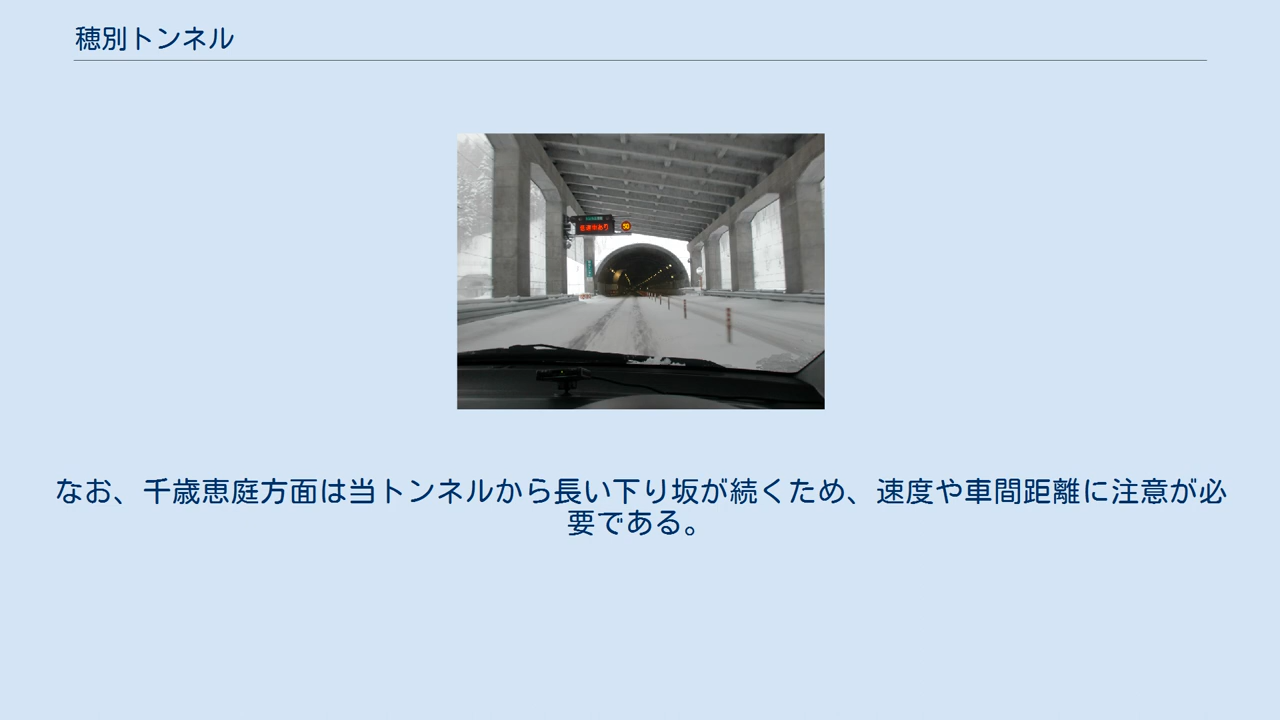 穂別トンネル
なお、千歳恵庭方面は当トンネルから長い下り坂が続くため、速度や車間距離に注意が必
要である。